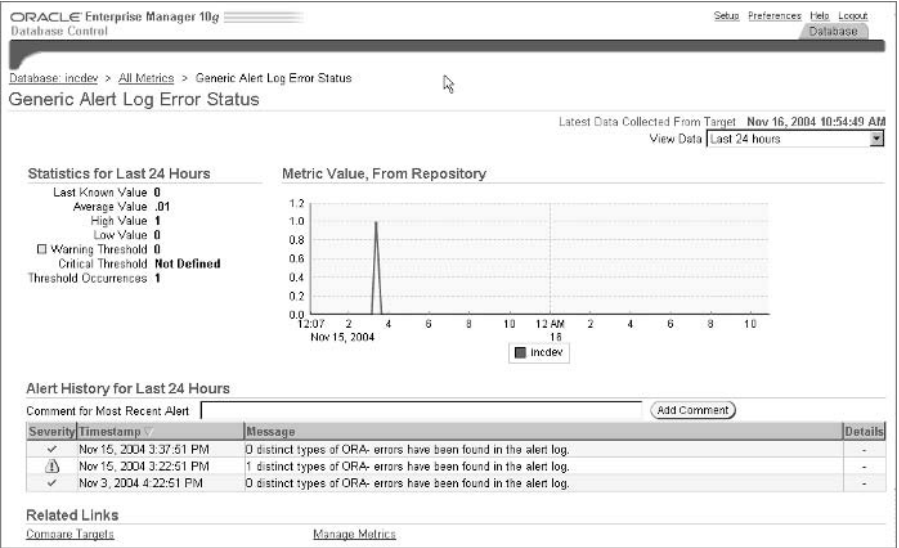 ORACLE Enterprise Manager 10g
Database Control
Setup Preferences Help Logout
Database
Database: incdev > All Metrics > Generic Alert Log Error Status
Generic Alert Log Error Status
Latest Data Collected From Target Nov 16, 2004 10:54:49 AM
View Data Last 24 hours
Statistics for Last 24 Hours
Last Known Value 0
Average Value .01
High Value 1
Low Value 0
Warning Threshold 0
Critical Threshold Not Defined
Threshold Occurrences 1
Metric Value, From Repository
1.2
1.0
0.8
0.6
0.4
0.2
0.0
12:07 2 4 6 8 10 12 AM 2 4 6 8 10
Nov 15, 2004 16
incdev
Alert History for Last 24 Hours
Comment for Most Recent Alert Add Comment
Severity Timestamp Message Details
Nov 15, 2004 3:37:51 PM 0 distinct types of ORA- errors have been found in the alert log. -
Nov 15, 2004 3:22:51 PM 1 distinct types of ORA- errors have been found in the alert log. -
Nov 3, 2004 4:22:51 PM 0 distinct types of ORA- errors have been found in the alert log. -
Related Links
Compare Targets Manage Metrics